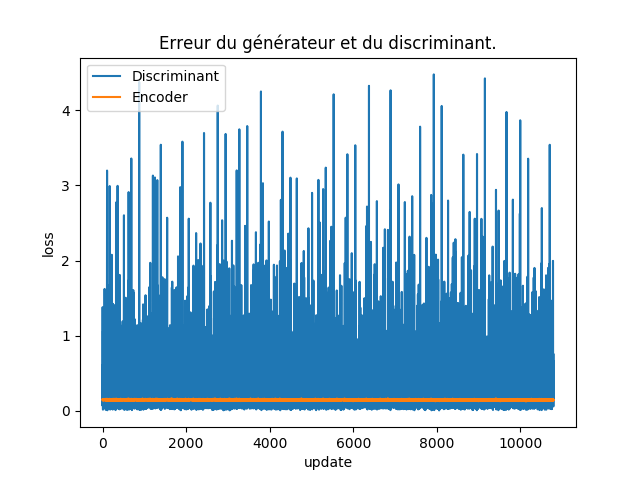 Erreur du générateur et du discriminant.
Discriminant
Encoder
loss
4
3
2
1
0
0 2000 4000 6000 8000 10000
update